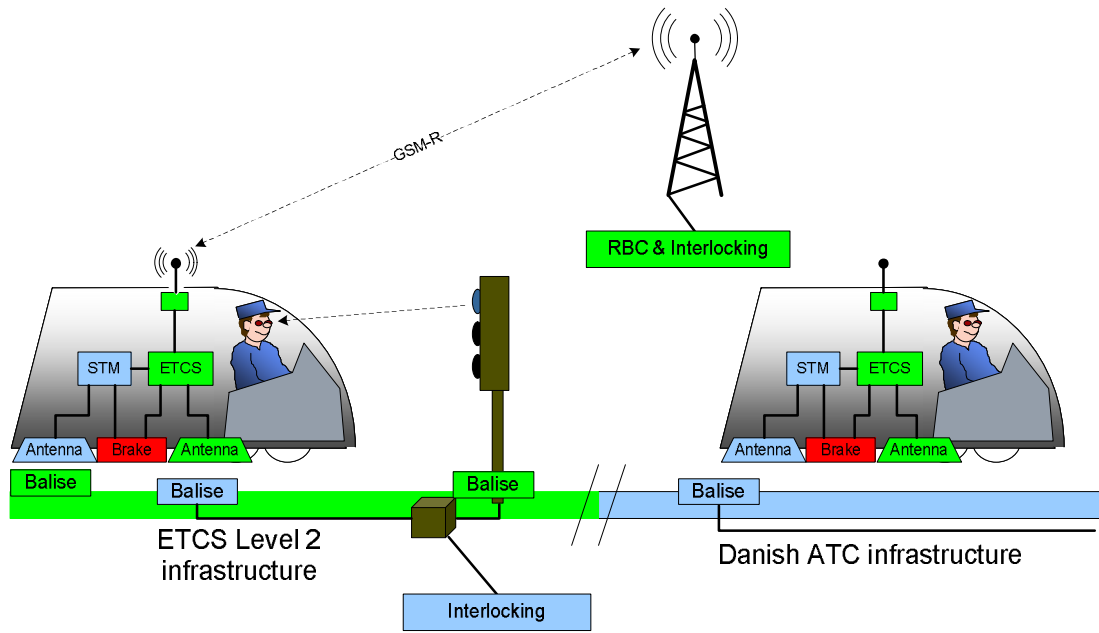 GSM-R
RBC & Interlocking
STM
ETCS
Antenna
Brake
Antenna
STM
ETCS
Antenna
Brake
Antenna
Balise
Balise
Balise
Balise
ETCS Level 2
infrastructure
Danish ATC infrastructure
Interlocking